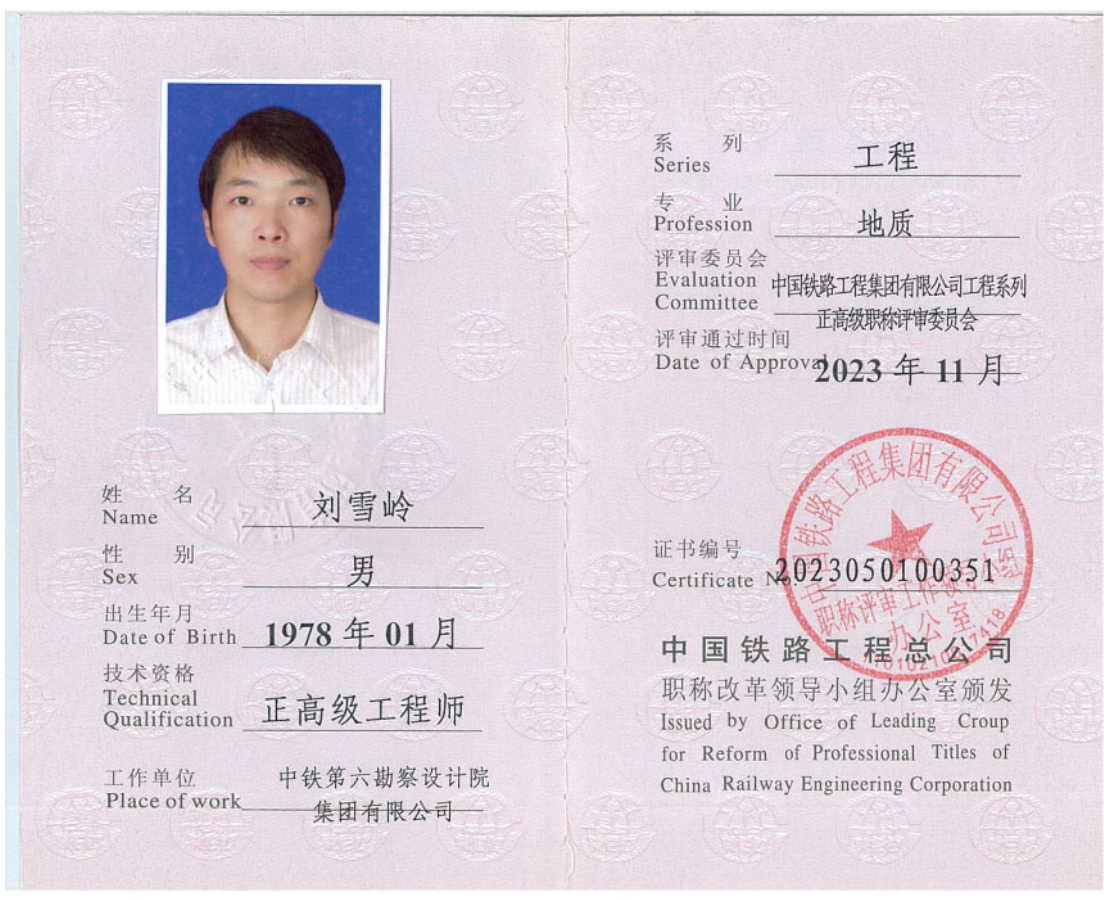 姓 名 刘雪岭
Name
性 别 男
Sex
出生年月
Date of Birth 1978 年 01 月
技术资格
Technical
Qualification 正高级工程师
工作单位 中铁第六勘察设计院
Place of work 集团有限公司
系 列 工程
Series
专 业 地质
Profession
评审委员会
Evaluation 中国铁路工程集团有限公司工程系列
Committee 正高级职称评审委员会
评审通过时间
Date of Approval 2023 年 11 月
证书编号
Certificate No. 2023050100351
中国铁路工程集团有限公司
职称评审工作
办公室
中国铁路工程总公司
职称改革领导小组办公室颁发
Issued by Office of Leading Croup
for Reform of Professional Titles of
China Railway Engineering Corporation